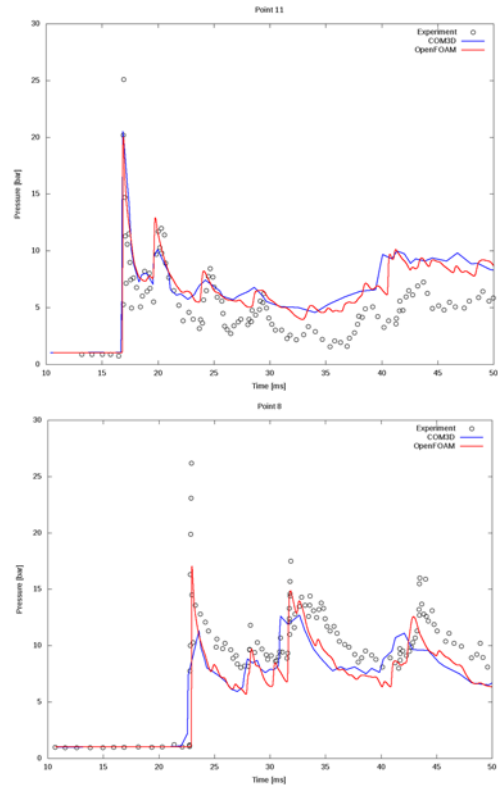 Point 11
30
25
20
15
10
5
0
Pressure [bar]
Experiment
COM3D
OpenFOAM
10 15 20 25 30 35 40 45 50
Time [ms]
Point 8
30
25
20
15
10
5
0
Pressure [bar]
Experiment
COM3D
OpenFOAM
10 15 20 25 30 35 40 45 50
Time [ms]